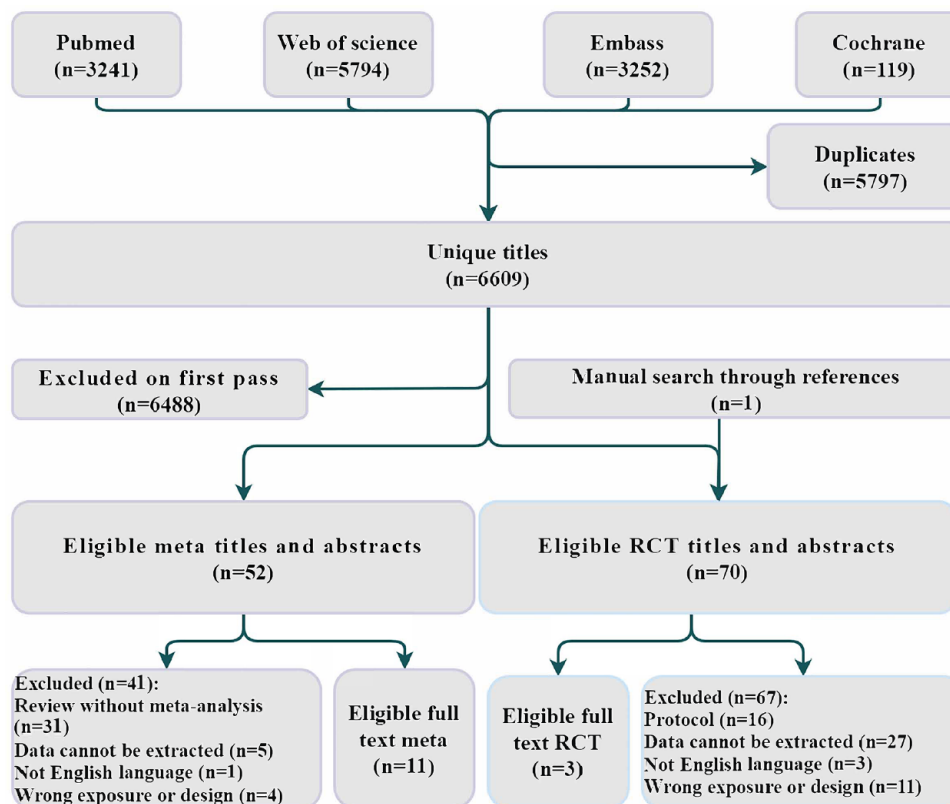 Pubmed
(n=3241)
Web of science
(n=5794)
Embass
(n=3252)
Cochrane
(n=119)
Duplicates
(n=5797)
Unique titles
(n=6609)
Excluded on first pass
(n=6488)
Manual search through references
(n=1)
Eligible meta titles and abstracts
(n=52)
Eligible RCT titles and abstracts
(n=70)
Excluded (n=41):
Review without meta-analysis
(n=31)
Data cannot be extracted (n=5)
Not English language (n=1)
Wrong exposure or design (n=4)
Eligible full
text meta
(n=11)
Eligible full
text RCT
(n=3)
Excluded (n=67):
Protocol (n=16)
Data cannot be extracted (n=27)
Not English language (n=3)
Wrong exposure or design (n=11)